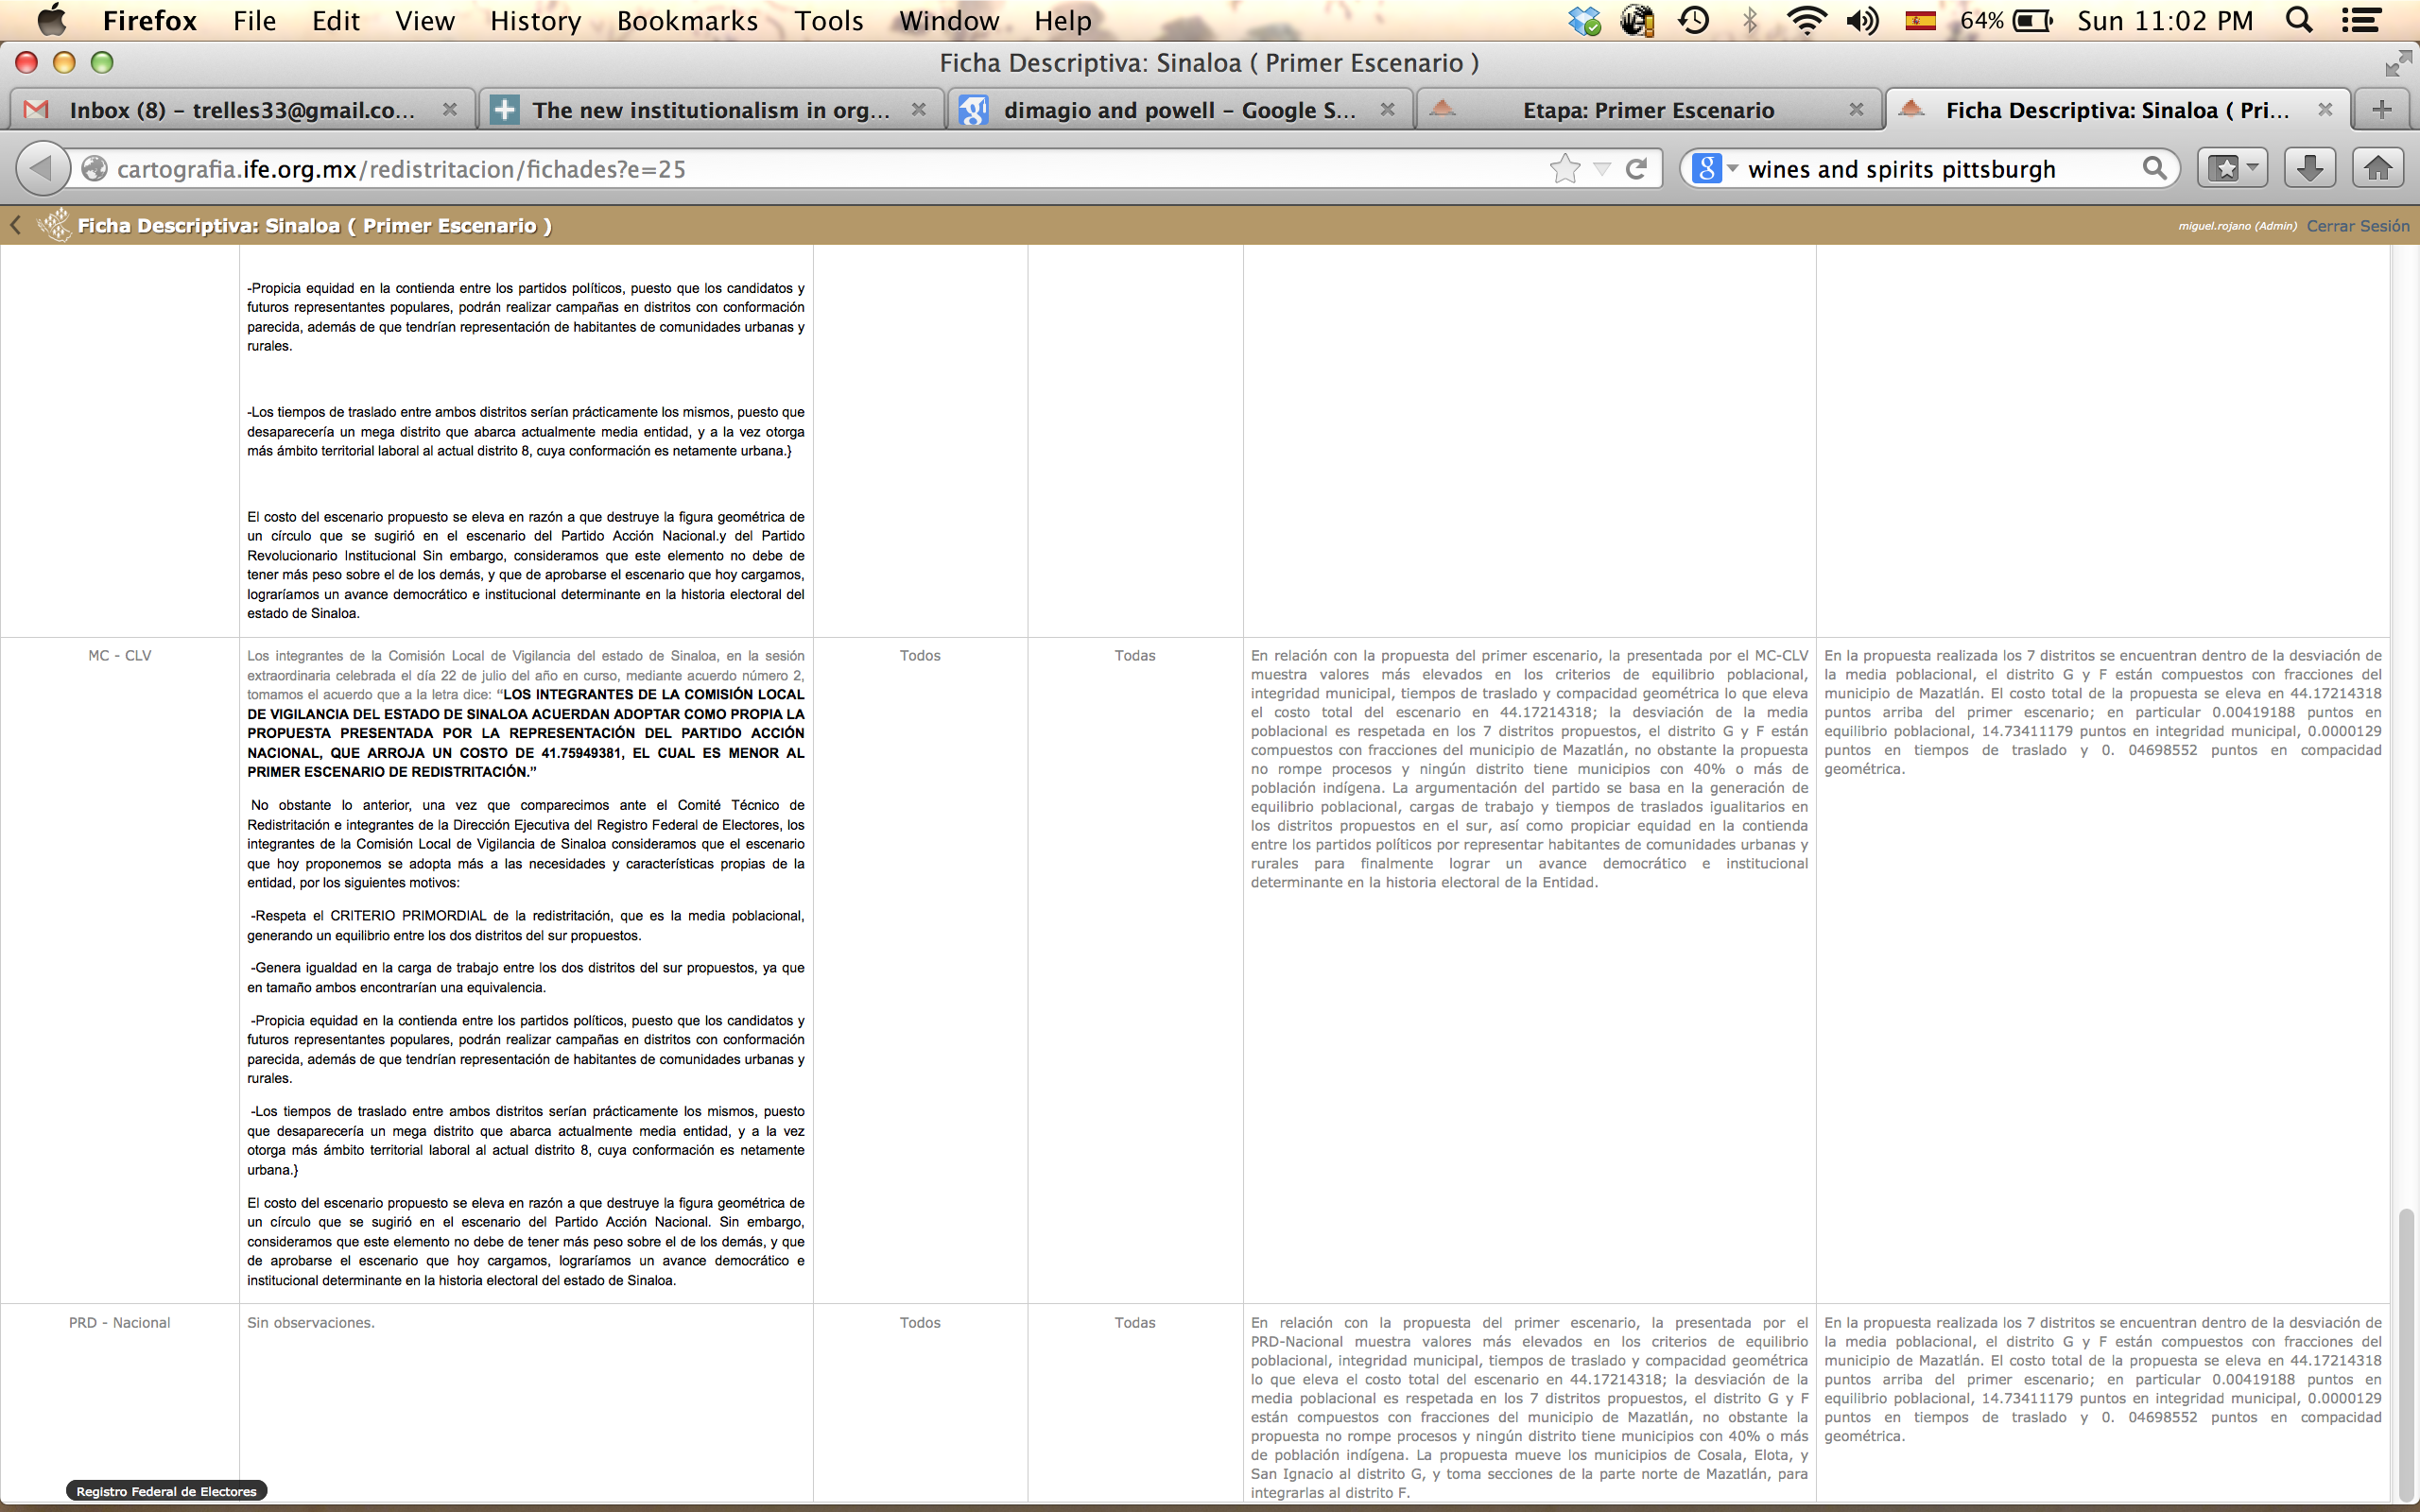 Firefox File Edit View History Bookmarks Tools Window Help 64% Sun 11:02 PM
Ficha Descriptiva: Sinaloa ( Primer Escenario )
Inbox (8) – trelles33@gmail.co...
The new institutionalism in org...
dimagio and powell – Google S...
Etapa: Primer Escenario
Ficha Descriptiva: Sinaloa ( Pri...
cartografia.ife.org.mx/redistritacion/fichades?e=25
wines and spirits pittsburgh
Ficha Descriptiva: Sinaloa ( Primer Escenario )
miguel.rojano (Admin) Cerrar Sesión
-Propicia equidad en la contienda entre los partidos políticos, puesto que los candidatos y
futuros representantes populares, podrán realizar campañas en distritos con conformación
parecida, además de que tendrían representación de habitantes de comunidades urbanas y
rurales.
-Los tiempos de traslado entre ambos distritos serían prácticamente los mismos, puesto que
desaparecería un mega distrito que abarca actualmente media entidad, y a la vez otorga
más ámbito territorial laboral al actual distrito 8, cuya conformación es netamente urbana.}
El costo del escenario propuesto se eleva en razón a que destruye la figura geométrica de
un círculo que se sugirió en el escenario del Partido Acción Nacional.y del Partido
Revolucionario Institucional Sin embargo, consideramos que este elemento no debe de
tener más peso sobre el de los demás, y que de aprobarse el escenario que hoy cargamos,
lograríamos un avance democrático e institucional determinante en la historia electoral del
estado de Sinaloa.
MC - CLV
Los integrantes de la Comisión Local de Vigilancia del estado de Sinaloa, en la sesión
extraordinaria celebrada el día 22 de julio del año en curso, mediante acuerdo número 2,
tomamos el acuerdo que a la letra dice: “LOS INTEGRANTES DE LA COMISIÓN LOCAL
DE VIGILANCIA DEL ESTADO DE SINALOA ACUERDAN ADOPTAR COMO PROPIA LA
PROPUESTA PRESENTADA POR LA REPRESENTACIÓN DEL PARTIDO ACCIÓN
NACIONAL, QUE ARROJA UN COSTO DE 41.75949381, EL CUAL ES MENOR AL
PRIMER ESCENARIO DE REDISTRITACIÓN.”
No obstante lo anterior, una vez que comparecimos ante el Comité Técnico de
Redistritación e integrantes de la Dirección Ejecutiva del Registro Federal de Electores, los
integrantes de la Comisión Local de Vigilancia de Sinaloa consideramos que el escenario
que hoy proponemos se adopta más a las necesidades y características propias de la
entidad, por los siguientes motivos:
-Respeta el CRITERIO PRIMORDIAL de la redistritación, que es la media poblacional,
generando un equilibrio entre los dos distritos del sur propuestos.
-Genera igualdad en la carga de trabajo entre los dos distritos del sur propuestos, ya que
en tamaño ambos encontrarían una equivalencia.
-Propicia equidad en la contienda entre los partidos políticos, puesto que los candidatos y
futuros representantes populares, podrán realizar campañas en distritos con conformación
parecida, además de que tendrían representación de habitantes de comunidades urbanas y
rurales.
-Los tiempos de traslado entre ambos distritos serían prácticamente los mismos, puesto
que desaparecería un mega distrito que abarca actualmente media entidad, y a la vez
otorga más ámbito territorial laboral al actual distrito 8, cuya conformación es netamente
urbana.}
El costo del escenario propuesto se eleva en razón a que destruye la figura geométrica de
un círculo que se sugirió en el escenario del Partido Acción Nacional. Sin embargo,
consideramos que este elemento no debe de tener más peso sobre el de los demás, y que
de aprobarse el escenario que hoy cargamos, lograríamos un avance democrático e
institucional determinante en la historia electoral del estado de Sinaloa.
Todos
Todas
En relación con la propuesta del primer escenario, la presentada por el MC-CLV
muestra valores más elevados en los criterios de equilibrio poblacional,
integridad municipal, tiempos de traslado y compacidad geométrica lo que eleva
el costo total del escenario en 44.17214318; la desviación de la media
poblacional es respetada en los 7 distritos propuestos, el distrito G y F están
compuestos con fracciones del municipio de Mazatlán, no obstante la propuesta
no rompe procesos y ningún distrito tiene municipios con 40% o más de
población indígena. La argumentación del partido se basa en la generación de
equilibrio poblacional, cargas de trabajo y tiempos de traslados igualitarios en
los distritos propuestos en el sur, así como propiciar equidad en la contienda
entre los partidos políticos por representar habitantes de comunidades urbanas y
rurales para finalmente lograr un avance democrático e institucional
determinante en la historia electoral de la Entidad.
En la propuesta realizada los 7 distritos se encuentran dentro de la desviación de
la media poblacional, el distrito G y F están compuestos con fracciones del
municipio de Mazatlán. El costo total de la propuesta se eleva en 44.17214318
puntos arriba del primer escenario; en particular 0.00419188 puntos en
equilibrio poblacional, 14.73411179 puntos en integridad municipal, 0.0000129
puntos en tiempos de traslado y 0. 04698552 puntos en compacidad
geométrica.
PRD - Nacional
Sin observaciones.
Todos
Todas
En relación con la propuesta del primer escenario, la presentada por el
PRD-Nacional muestra valores más elevados en los criterios de equilibrio
poblacional, integridad municipal, tiempos de traslado y compacidad geométrica
lo que eleva el costo total del escenario en 44.17214318; la desviación de la
media poblacional es respetada en los 7 distritos propuestos, el distrito G y F
están compuestos con fracciones del municipio de Mazatlán, no obstante la
propuesta no rompe procesos y ningún distrito tiene municipios con 40% o más
de población indígena. La propuesta mueve los municipios de Cosala, Elota, y
San Ignacio al distrito G, y toma secciones de la parte norte de Mazatlán, para
integrarlas al distrito F.
En la propuesta realizada los 7 distritos se encuentran dentro de la desviación de
la media poblacional, el distrito G y F están compuestos con fracciones del
municipio de Mazatlán. El costo total de la propuesta se eleva en 44.17214318
puntos arriba del primer escenario; en particular 0.00419188 puntos en
equilibrio poblacional, 14.73411179 puntos en integridad municipal, 0.0000129
puntos en tiempos de traslado y 0. 04698552 puntos en compacidad
geométrica.
Registro Federal de Electores